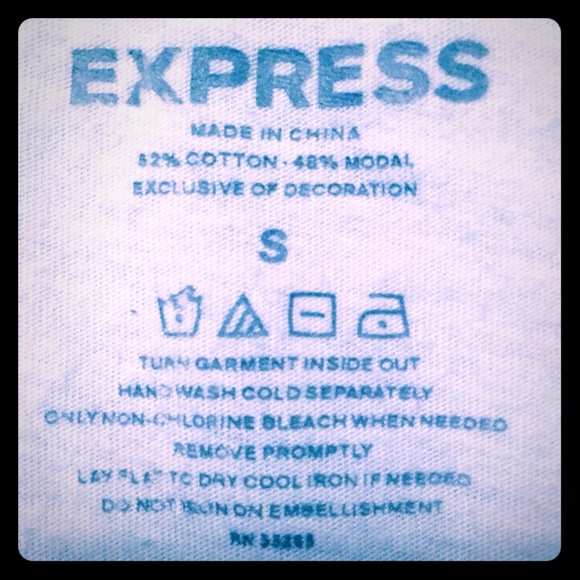 EXPRESS
MADE IN CHINA
52% COTTON - 48% MODAL
EXCLUSIVE OF DECORATION
S
TURN GARMENT INSIDE OUT
HAND WASH COLD SEPARATELY
ONLY NON-CHLORINE BLEACH WHEN NEEDED
REMOVE PROMPTLY
LAY FLAT TO DRY COOL IRON IF NEEDED
DO NOT IRON ON EMBELLISHMENT
RN